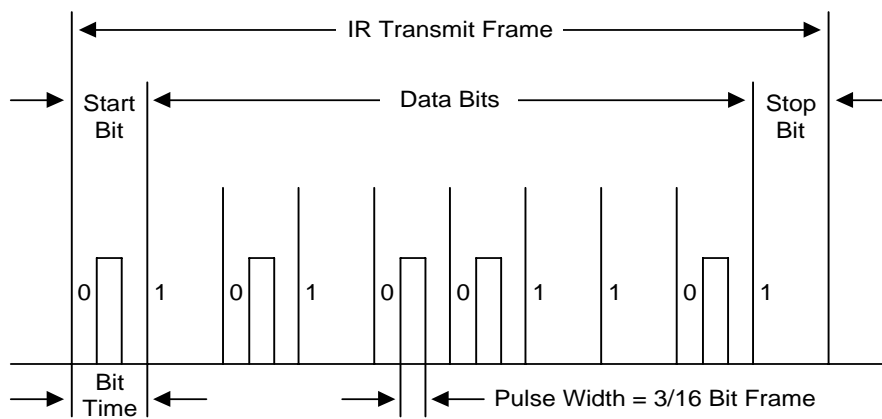 IR Transmit Frame
Start
Bit
Data Bits
Stop
Bit
0 1 0 1 0 0 1 1 0 1
Bit
Time
Pulse Width = 3/16 Bit Frame